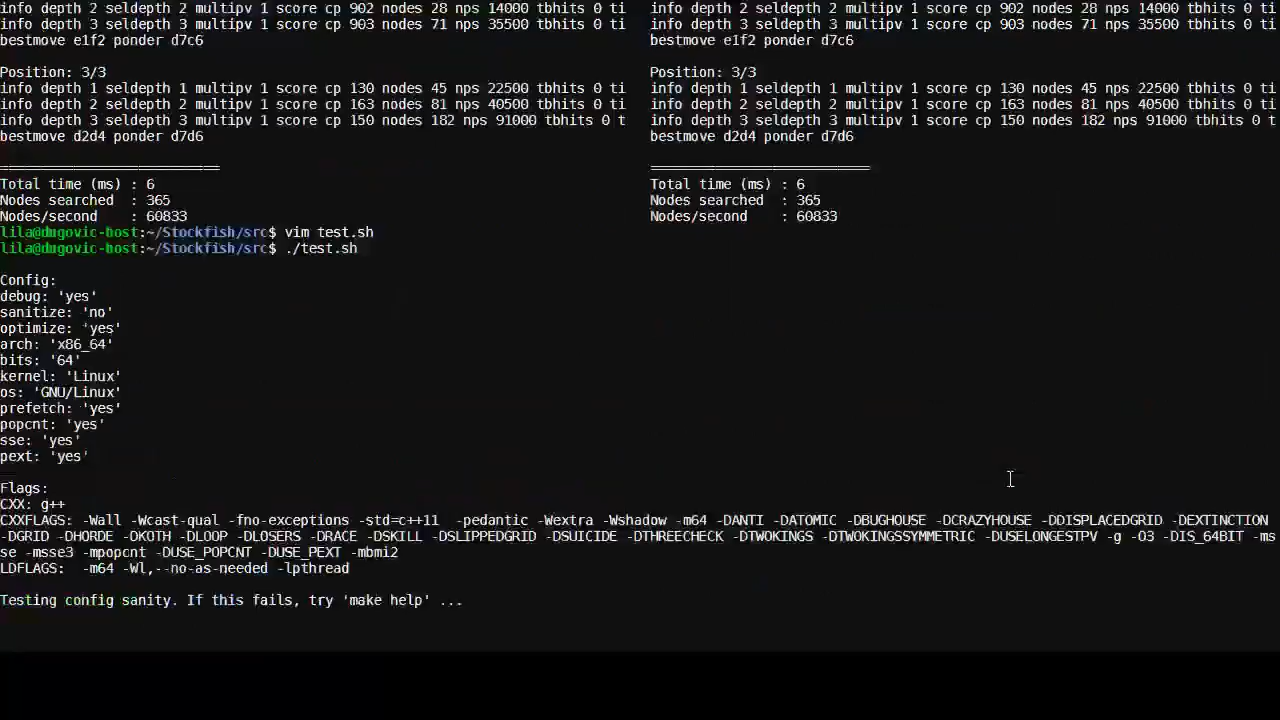 info depth 2 seldepth 2 multipv 1 score cp 902 nodes 28 nps 14000 tbhits 0 ti info depth 2 seldepth 2 multipv 1 score cp 902 nodes 28 nps 14000 tbhits 0 ti
info depth 3 seldepth 3 multipv 1 score cp 903 nodes 71 nps 35500 tbhits 0 ti info depth 3 seldepth 3 multipv 1 score cp 903 nodes 71 nps 35500 tbhits 0 ti
bestmove e1f2 ponder d7c6 bestmove e1f2 ponder d7c6
Position: 3/3 Position: 3/3
info depth 1 seldepth 1 multipv 1 score cp 130 nodes 45 nps 22500 tbhits 0 ti info depth 1 seldepth 1 multipv 1 score cp 130 nodes 45 nps 22500 tbhits 0 ti
info depth 2 seldepth 2 multipv 1 score cp 163 nodes 81 nps 40500 tbhits 0 ti info depth 2 seldepth 2 multipv 1 score cp 163 nodes 81 nps 40500 tbhits 0 ti
info depth 3 seldepth 3 multipv 1 score cp 150 nodes 182 nps 91000 tbhits 0 t info depth 3 seldepth 3 multipv 1 score cp 150 nodes 182 nps 91000 tbhits 0 t
bestmove d2d4 ponder d7d6 bestmove d2d4 ponder d7d6
=========================== ===========================
Total time (ms) : 6 Total time (ms) : 6
Nodes searched  : 365 Nodes searched  : 365
Nodes/second    : 60833 Nodes/second    : 60833
lila@dugovic-host:~/Stockfish/src$ vim test.sh
lila@dugovic-host:~/Stockfish/src$ ./test.sh
Config:
debug: 'yes'
sanitize: 'no'
optimize: 'yes'
arch: 'x86_64'
bits: '64'
kernel: 'Linux'
os: 'GNU/Linux'
prefetch: 'yes'
popcnt: 'yes'
sse: 'yes'
pext: 'yes'
Flags:
CXX: g++
CXXFLAGS: -Wall -Wcast-qual -fno-exceptions -std=c++11  -pedantic -Wextra -Wshadow -m64 -DANTI -DATOMIC -DBUGHOUSE -DCRAZYHOUSE -DDISPLACEDGRID -DEXTINCTION
-DGRID -DHORDE -DKOTH -DLOOP -DLOSERS -DRACE -DSKILL -DSLIPPEDGRID -DSUICIDE -DTHREECHECK -DTWOKINGS -DTWOKINGSSYMMETRIC -DUSELONGESTPV -g -O3 -DIS_64BIT -ms
se -msse3 -mpopcnt -DUSE_POPCNT -DUSE_PEXT -mbmi2
LDFLAGS:  -m64 -Wl,--no-as-needed -lpthread
Testing config sanity. If this fails, try 'make help' ...